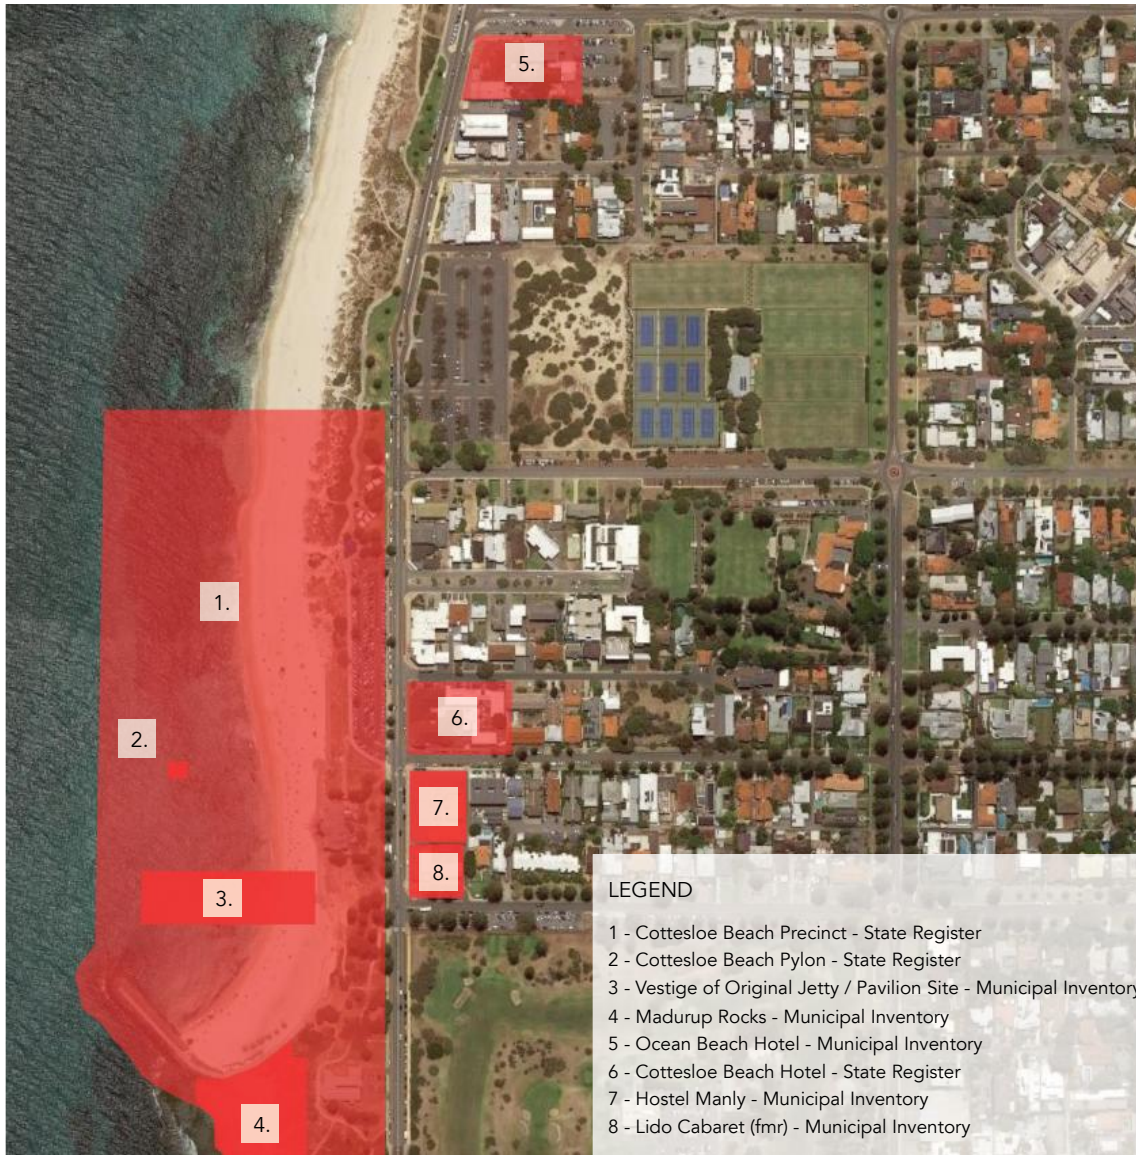 5.
1.
6.
2.
7.
8.
3.
4.
LEGEND
1 - Cottesloe Beach Precinct - State Register
2 - Cottesloe Beach Pylon - State Register
3 - Vestige of Original Jetty / Pavilion Site - Municipal Inventory
4 - Madurup Rocks - Municipal Inventory
5 - Ocean Beach Hotel - Municipal Inventory
6 - Cottesloe Beach Hotel - State Register
7 - Hostel Manly - Municipal Inventory
8 - Lido Cabaret (fmr) - Municipal Inventory